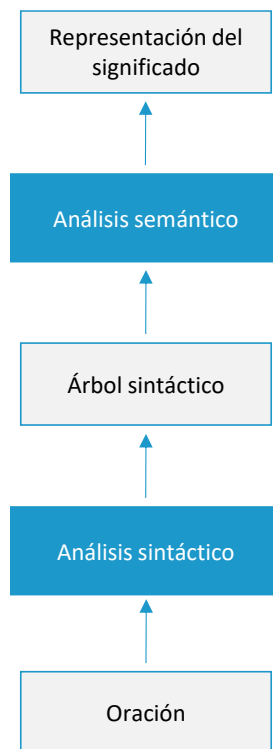 Representación del
significado
Análisis semántico
Árbol sintáctico
Análisis sintáctico
Oración